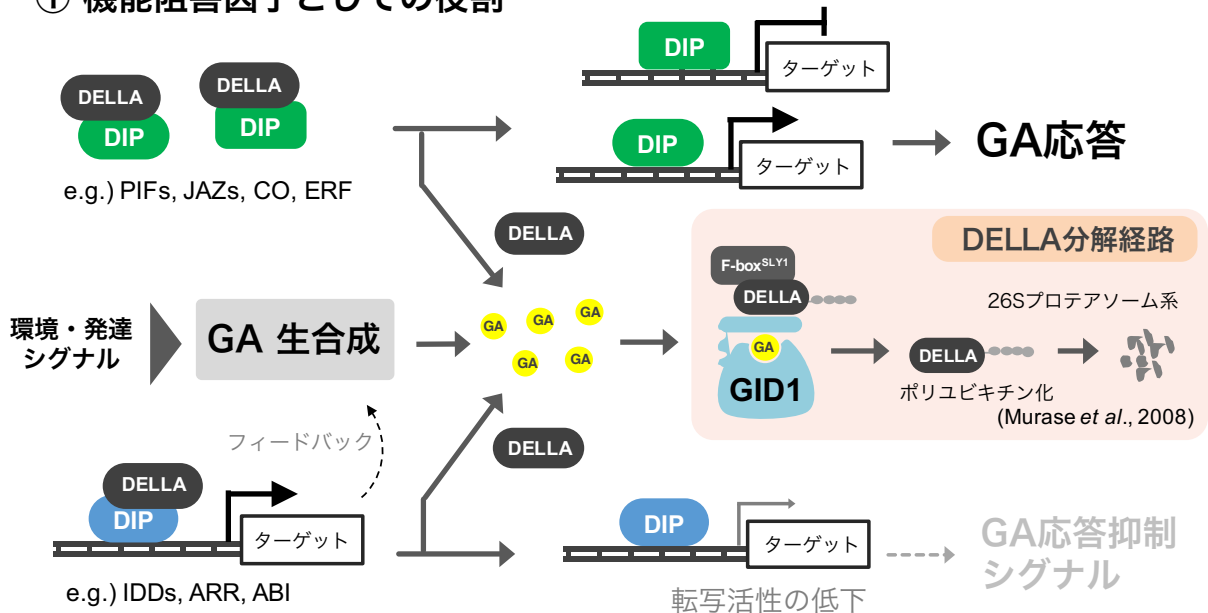 ① 機能阻害因子としての役割
DELLA
DIP
DELLA
DIP
e.g.) PIFs, JAZs, CO, ERF
DIP
ターゲット
DIP
ターゲット
GA応答
DELLA
DELLA分解経路
F-boxSLY1
DELLA
GA
GID1
26Sプロテアソーム系
DELLA
ポリユビキチン化
(Murase et al., 2008)
環境・発達
シグナル
GA 生合成
GA
GA
GA
GA
GA
フィードバック
DELLA
DELLA
DIP
ターゲット
e.g.) IDDs, ARR, ABI
DIP
ターゲット
転写活性の低下
GA応答抑制
シグナル